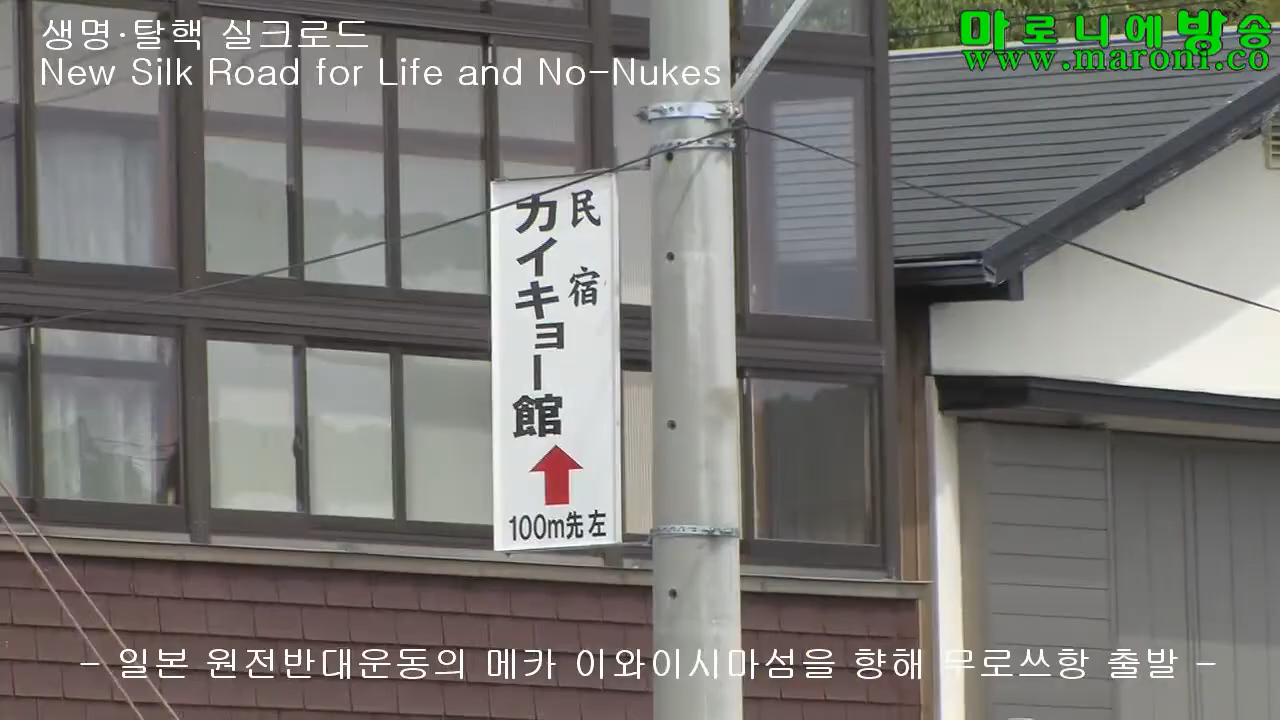 생명·탈핵 실크로드
New Silk Road for Life and No-Nukes
마로니에방송
www.maroni.co
民宿
カイキョー館
100m先左
- 일본 원전반대운동의 메카 이와이시마섬을 향해 무로쓰항 출발 -